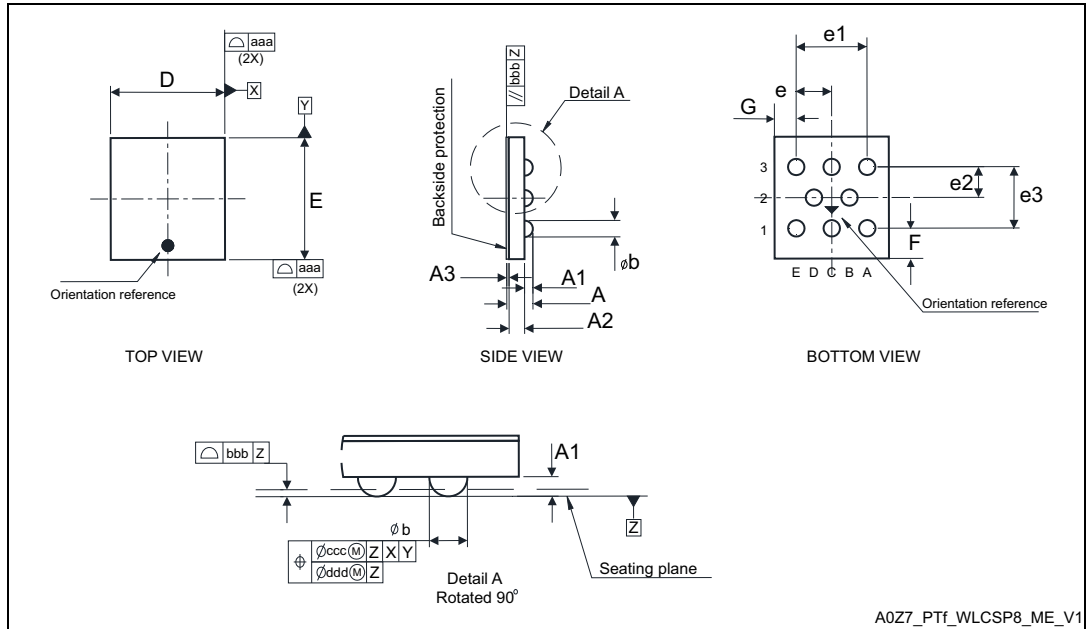 aaa
(2X)
D
X
Y
E
aaa
(2X)
Orientation reference
TOP VIEW
// bbb Z
Backside protection
Detail A
A3
A1
A
A2
øb
SIDE VIEW
e1
e
G
3
2
1
e2
e3
F
E D C B A
Orientation reference
BOTTOM VIEW
bbb Z
A1
Z
øb
Øccc Ⓜ Z X Y
Øddd Ⓜ Z
Seating plane
Detail A
Rotated 90°
A0Z7_PTf_WLCSP8_ME_V1